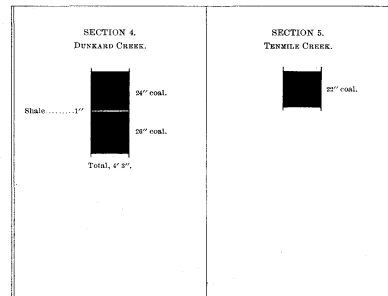 SECTION 4.
DUNKARD CREEK.
24" coal.
Shale ........ 1"
26" coal.
Total, 4' 3".
SECTION 5.
TENMILE CREEK.
22" coal.